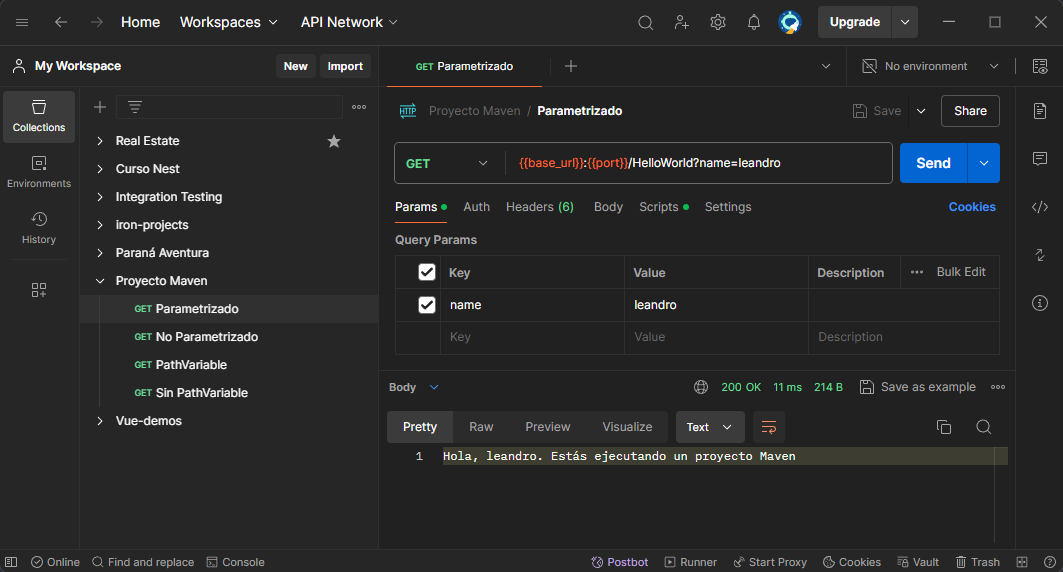 Home Workspaces API Network Upgrade
My Workspace New Import
GET Parametrizado No environment
Collections
Environments
History
Real Estate
Curso Nest
Integration Testing
iron-projects
Paraná Aventura
Proyecto Maven
GET Parametrizado
GET No Parametrizado
GET PathVariable
GET Sin PathVariable
Vue-demos
HTTP Proyecto Maven / Parametrizado Save Share
GET {{base_url}}:{{port}}/HelloWorld?name=leandro Send
Params Auth Headers (6) Body Scripts Settings Cookies
Query Params
Key Value Description Bulk Edit
name leandro
Key Value Description
Body 200 OK 11 ms 214 B Save as example
Pretty Raw Preview Visualize Text
1 Hola, leandro. Estás ejecutando un proyecto Maven
Online Find and replace Console Postbot Runner Start Proxy Cookies Vault Trash